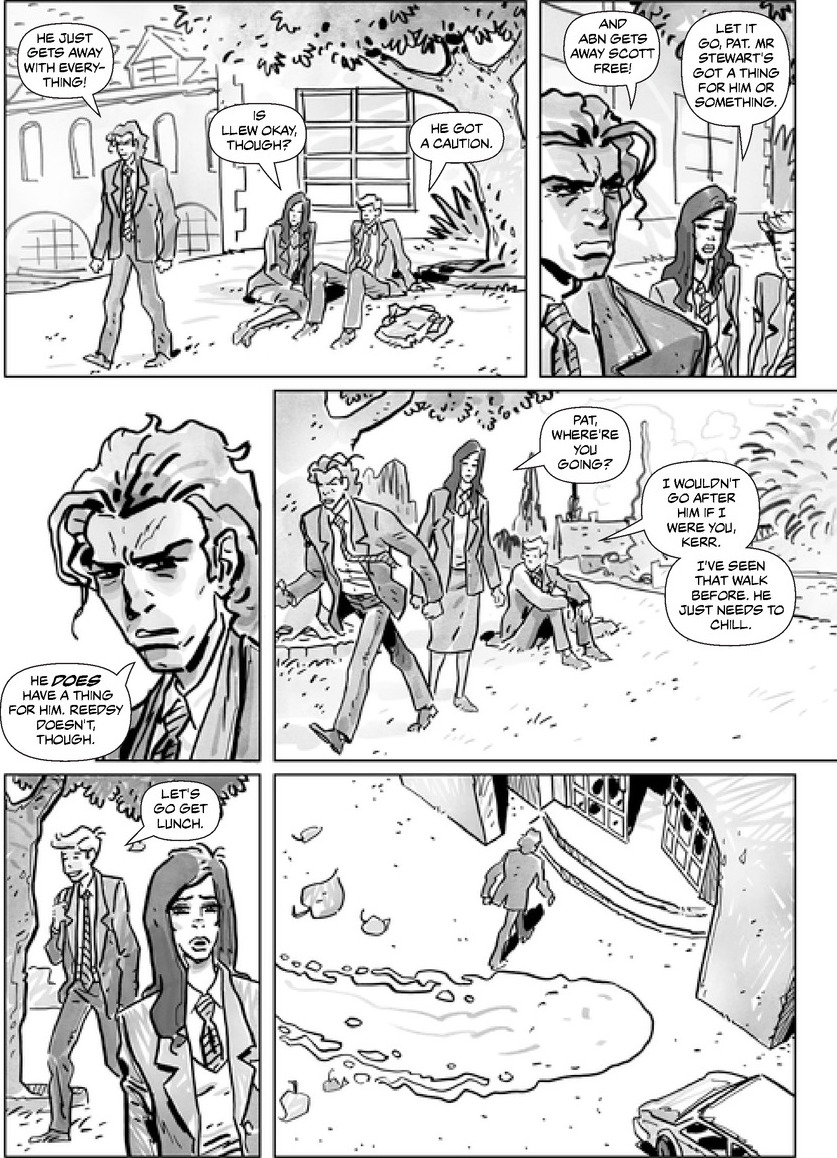 HE JUST
GETS AWAY
WITH EVERY-
THING!
IS
LLEW OKAY,
THOUGH?
HE GOT
A CAUTION.
AND
ABN GETS
AWAY SCOTT
FREE!
LET IT
GO, PAT. MR
STEWART'S
GOT A THING
FOR HIM OR
SOMETHING.
HE DOES
HAVE A THING
FOR HIM. REEDSY
DOESN'T,
THOUGH.
PAT,
WHERE'RE
YOU
GOING?
I WOULDN'T
GO AFTER
HIM IF I
WERE YOU,
KERR.
I'VE SEEN
THAT WALK
BEFORE. HE
JUST NEEDS TO
CHILL.
LET'S
GO GET
LUNCH.